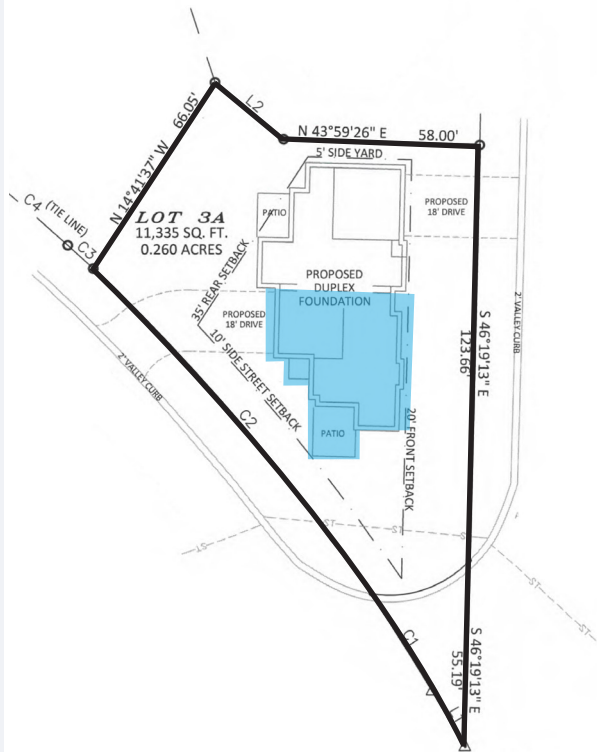 L2
66.05'
N 14°41'37" W
N 43°59'26" E 58.00'
5' SIDE YARD
PROPOSED
18' DRIVE
PATIO
C4
(TIE LINE)
C3
LOT 3A
11,335 SQ. FT.
0.260 ACRES
35' REAR SETBACK
PROPOSED
DUPLEX
FOUNDATION
PROPOSED
18' DRIVE
10' SIDE STREET SETBACK
2' VALLEY CURB
S 46°19'13" E
123.66'
2' VALLEY CURB
C2
PATIO
20' FRONT SETBACK
ST
ST
ST
ST
ST
C1
S 46°19'13" E
55.19'